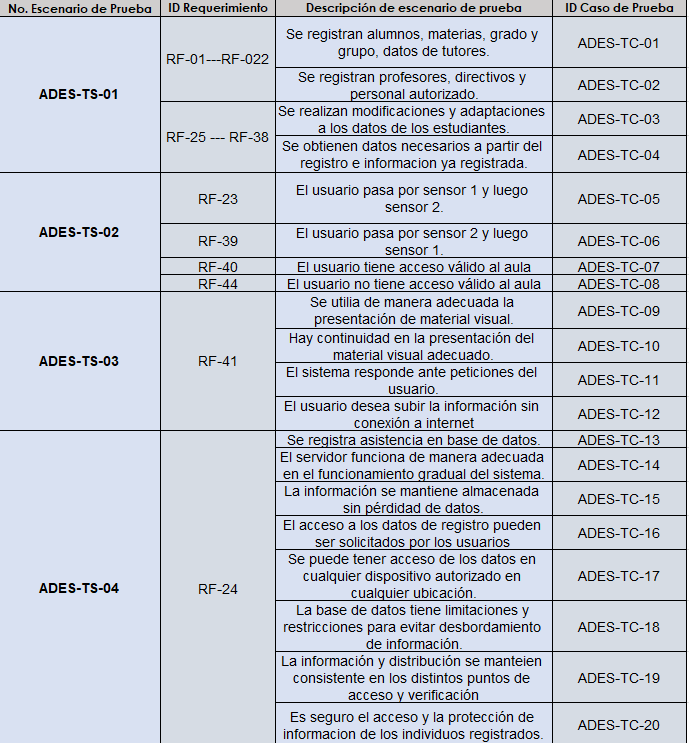 No. Escenario de Prueba
ID Requerimiento
Descripción de escenario de prueba
ID Caso de Prueba
ADES-TS-01
RF-01---RF-022
Se registran alumnos, materias, grado y
grupo, datos de tutores.
ADES-TC-01
Se registran profesores, directivos y
personal autorizado.
ADES-TC-02
RF-25 --- RF-38
Se realizan modificaciones y adaptaciones
a los datos de los estudiantes.
ADES-TC-03
Se obtienen datos necesarios a partir del
registro e informacion ya registrada.
ADES-TC-04
ADES-TS-02
RF-23
El usuario pasa por sensor 1 y luego
sensor 2.
ADES-TC-05
RF-39
El usuario pasa por sensor 2 y luego
sensor 1.
ADES-TC-06
RF-40
El usuario tiene acceso válido al aula
ADES-TC-07
RF-44
El usuario no tiene acceso válido al aula
ADES-TC-08
ADES-TS-03
RF-41
Se utilia de manera adecuada la
presentación de material visual.
ADES-TC-09
Hay continuidad en la presentación del
material visual adecuado.
ADES-TC-10
El sistema responde ante peticiones del
usuario.
ADES-TC-11
El usuario desea subir la información sin
conexión a internet
ADES-TC-12
ADES-TS-04
RF-24
Se registra asistencia en base de datos.
ADES-TC-13
El servidor funciona de manera adecuada
en el funcionamiento gradual del sistema.
ADES-TC-14
La información se mantiene almacenada
sin pérdidad de datos.
ADES-TC-15
El acceso a los datos de registro pueden
ser solicitados por los usuarios
ADES-TC-16
Se puede tener acceso de los datos en
cualquier dispositivo autorizado en
cualquier ubicación.
ADES-TC-17
La base de datos tiene limitaciones y
restricciones para evitar desbordamiento
de información.
ADES-TC-18
La información y distribución se manteien
consistente en los distintos puntos de
acceso y verificación
ADES-TC-19
Es seguro el acceso y la protección de
informacion de los individuos registrados.
ADES-TC-20